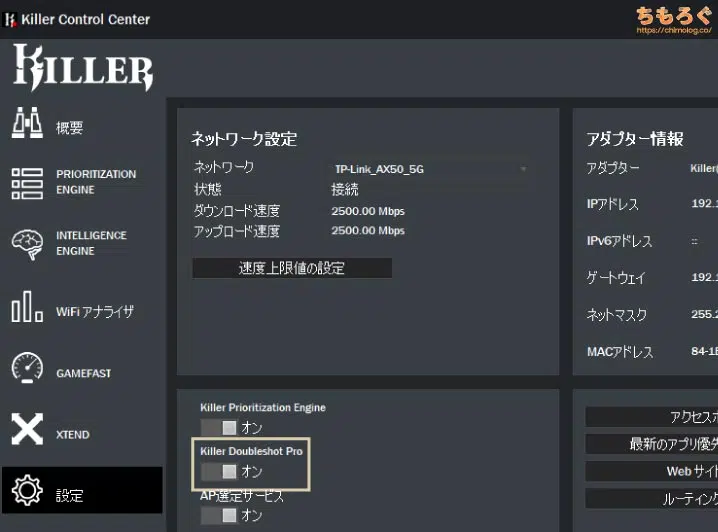 Killer Control Center
ちもろぐ
https://chimolog.co/
KILLER
概要
PRIORITIZATION
ENGINE
INTELLIGENCE
ENGINE
WiFi アナライザ
GAMEFAST
XTEND
設定
ネットワーク設定
ネットワーク TP-Link_AX50_5G
状態 接続
ダウンロード速度 2500.00 Mbps
アップロード速度 2500.00 Mbps
速度上限値の設定
Killer Prioritization Engine
オン
Killer Doubleshot Pro
オン
AP選定サービス
オン
アダプター情報
アダプター Killer(
IPアドレス 192.1
IPv6アドレス ::
ゲートウェイ 192.1
ネットマスク 255.2
MACアドレス 84-1B
アクセスポ
最新のアプリ優先
Web サイト
ルーティング